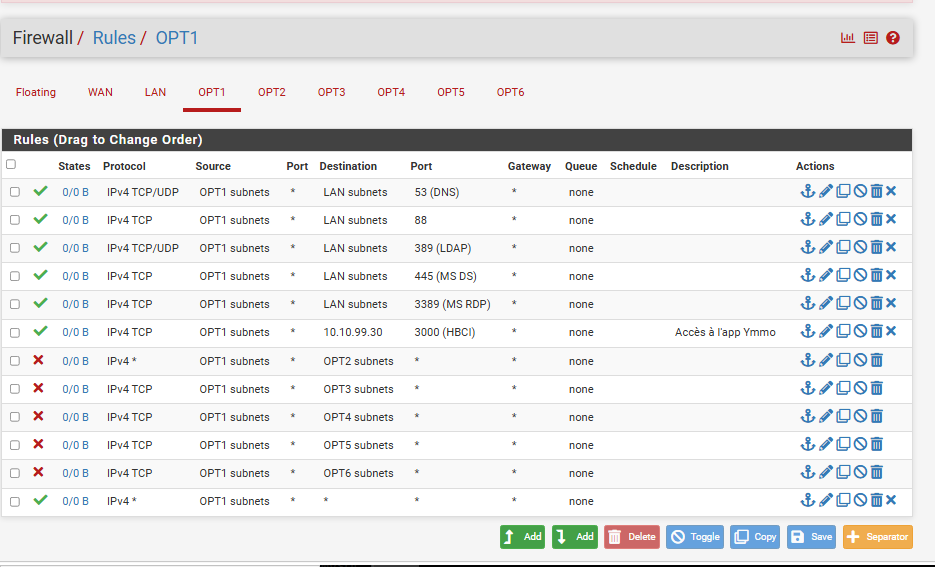 Firewall / Rules / OPT1
Floating WAN LAN OPT1 OPT2 OPT3 OPT4 OPT5 OPT6
Rules (Drag to Change Order)
States Protocol Source Port Destination Port Gateway Queue Schedule Description Actions
0/0 B IPv4 TCP/UDP OPT1 subnets * LAN subnets 53 (DNS) * none
0/0 B IPv4 TCP OPT1 subnets * LAN subnets 88 * none
0/0 B IPv4 TCP/UDP OPT1 subnets * LAN subnets 389 (LDAP) * none
0/0 B IPv4 TCP OPT1 subnets * LAN subnets 445 (MS DS) * none
0/0 B IPv4 TCP OPT1 subnets * LAN subnets 3389 (MS RDP) * none
0/0 B IPv4 TCP OPT1 subnets * 10.10.99.30 3000 (HBCI) * none Accès à l'app Ymmo
0/0 B IPv4 * OPT1 subnets * OPT2 subnets * * none
0/0 B IPv4 TCP OPT1 subnets * OPT3 subnets * * none
0/0 B IPv4 TCP OPT1 subnets * OPT4 subnets * * none
0/0 B IPv4 TCP OPT1 subnets * OPT5 subnets * * none
0/0 B IPv4 TCP OPT1 subnets * OPT6 subnets * * none
0/0 B IPv4 * OPT1 subnets * * * * none
Add Add Delete Toggle Copy Save Separator